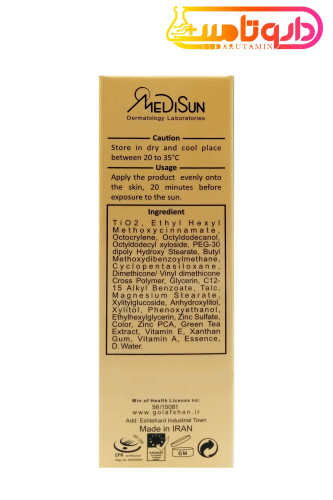 داروتامین
DARUTAMIN
MEDISUN
Dermatology Laboratories
Caution
Store in dry and cool place
between 20 to 35°C
Usage
Apply the product evenly onto
the skin, 20 minutes before
exposure to the sun.
Ingredient
TiO2, Ethyl Hexyl
Methoxycinnamate,
Octocrylene, Octyldodecanol,
Octyldodecyl xyloside, PEG-30
dipoly Hydroxy Stearate, Butyl
Methoxydibenzoylmethane,
Cyclopentasiloxane,
Dimethicone/ Vinyl dimethicone
Cross Polymer, Glycerin, C12-
15 Alkyl Benzoate, Talc,
Magnesium Stearate,
Xylitylglucoside, Anhydroxylitol,
Xylitol, Phenoxyethanol,
Ethylhexylglycerin, Zinc Sulfate,
Color, Zinc PCA, Green Tea
Extract, Vitamin E, Xanthan
Gum, Vitamin A, Essence,
D. Water.
Min.of Health License no:
56/15061
www.golafshan.ir
Add: Eshtehard Industrial Town
Made in IRAN
EFR
GM